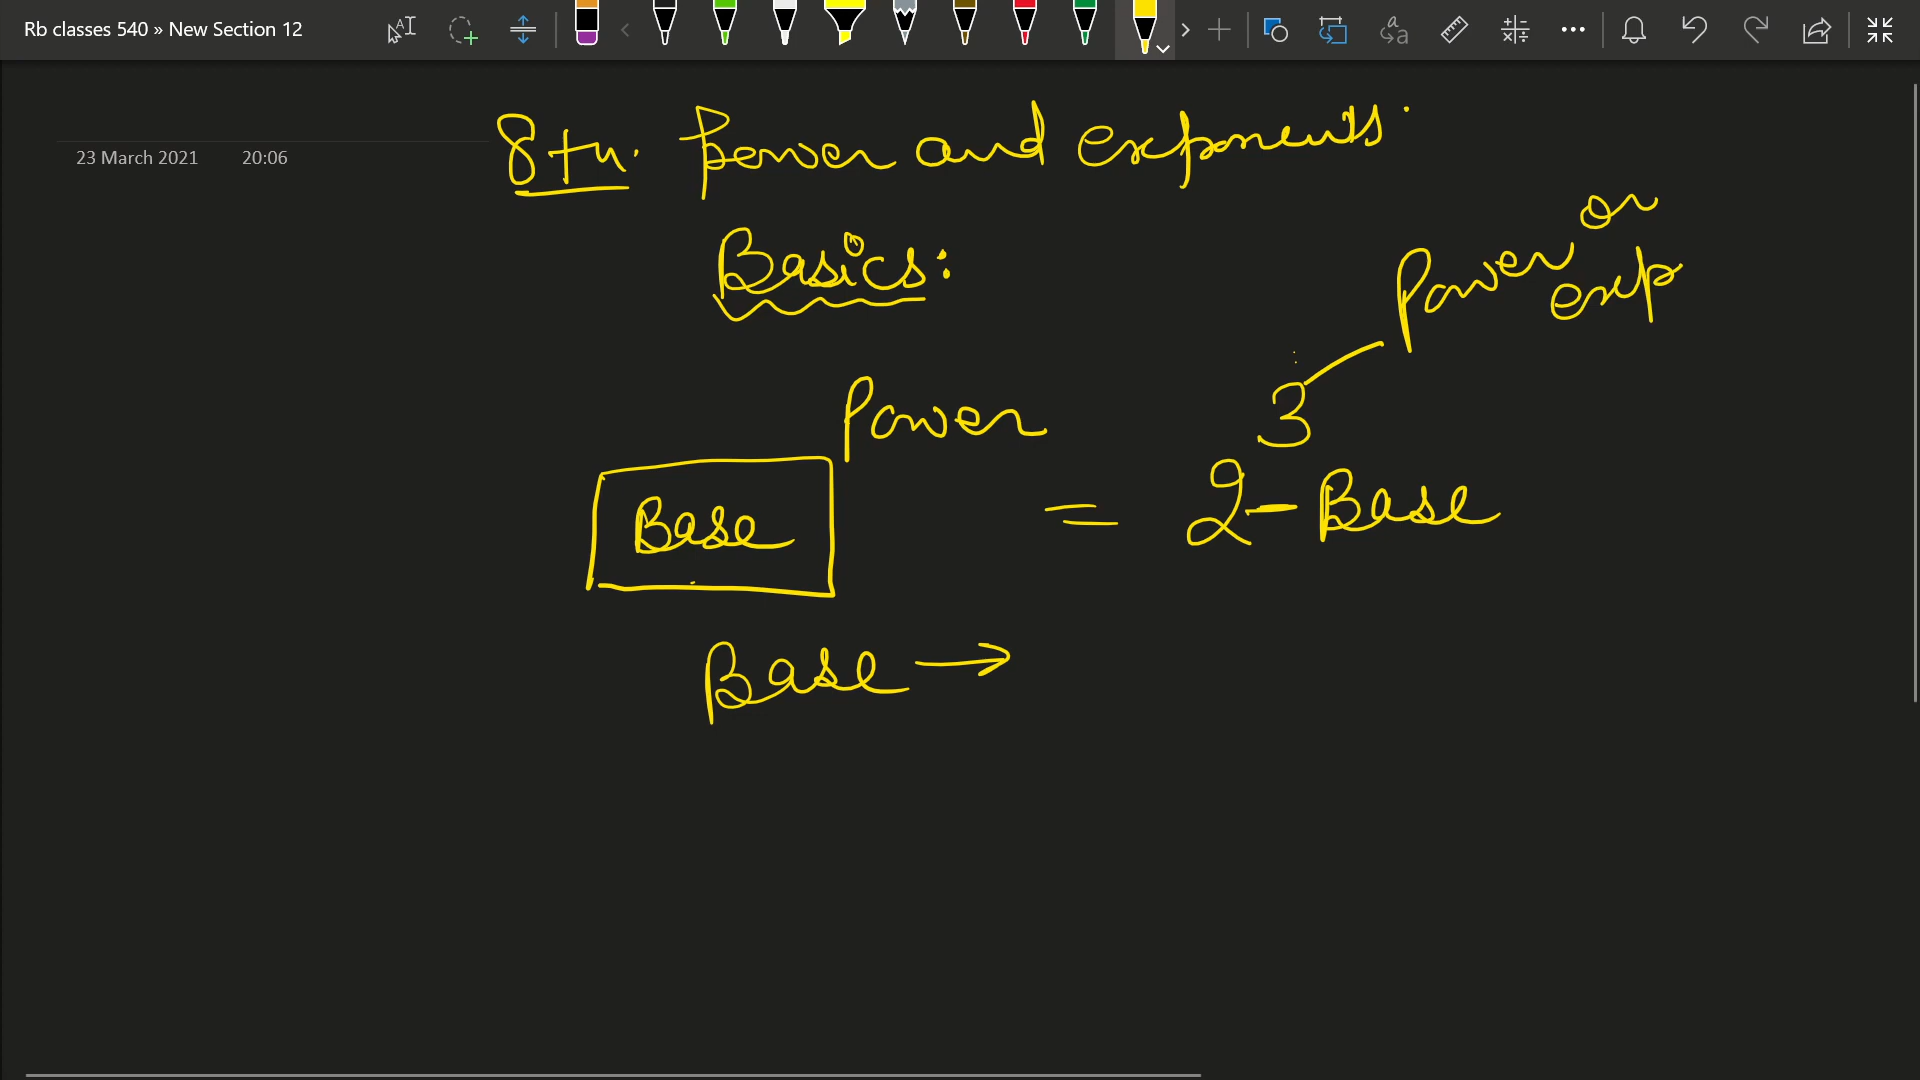 Rb classes 540 » New Section 12
23 March 2021 20:06
8th. Power and exponents.
Basics:
Power or
exp
Power
3
Base = 2 - Base
Base →